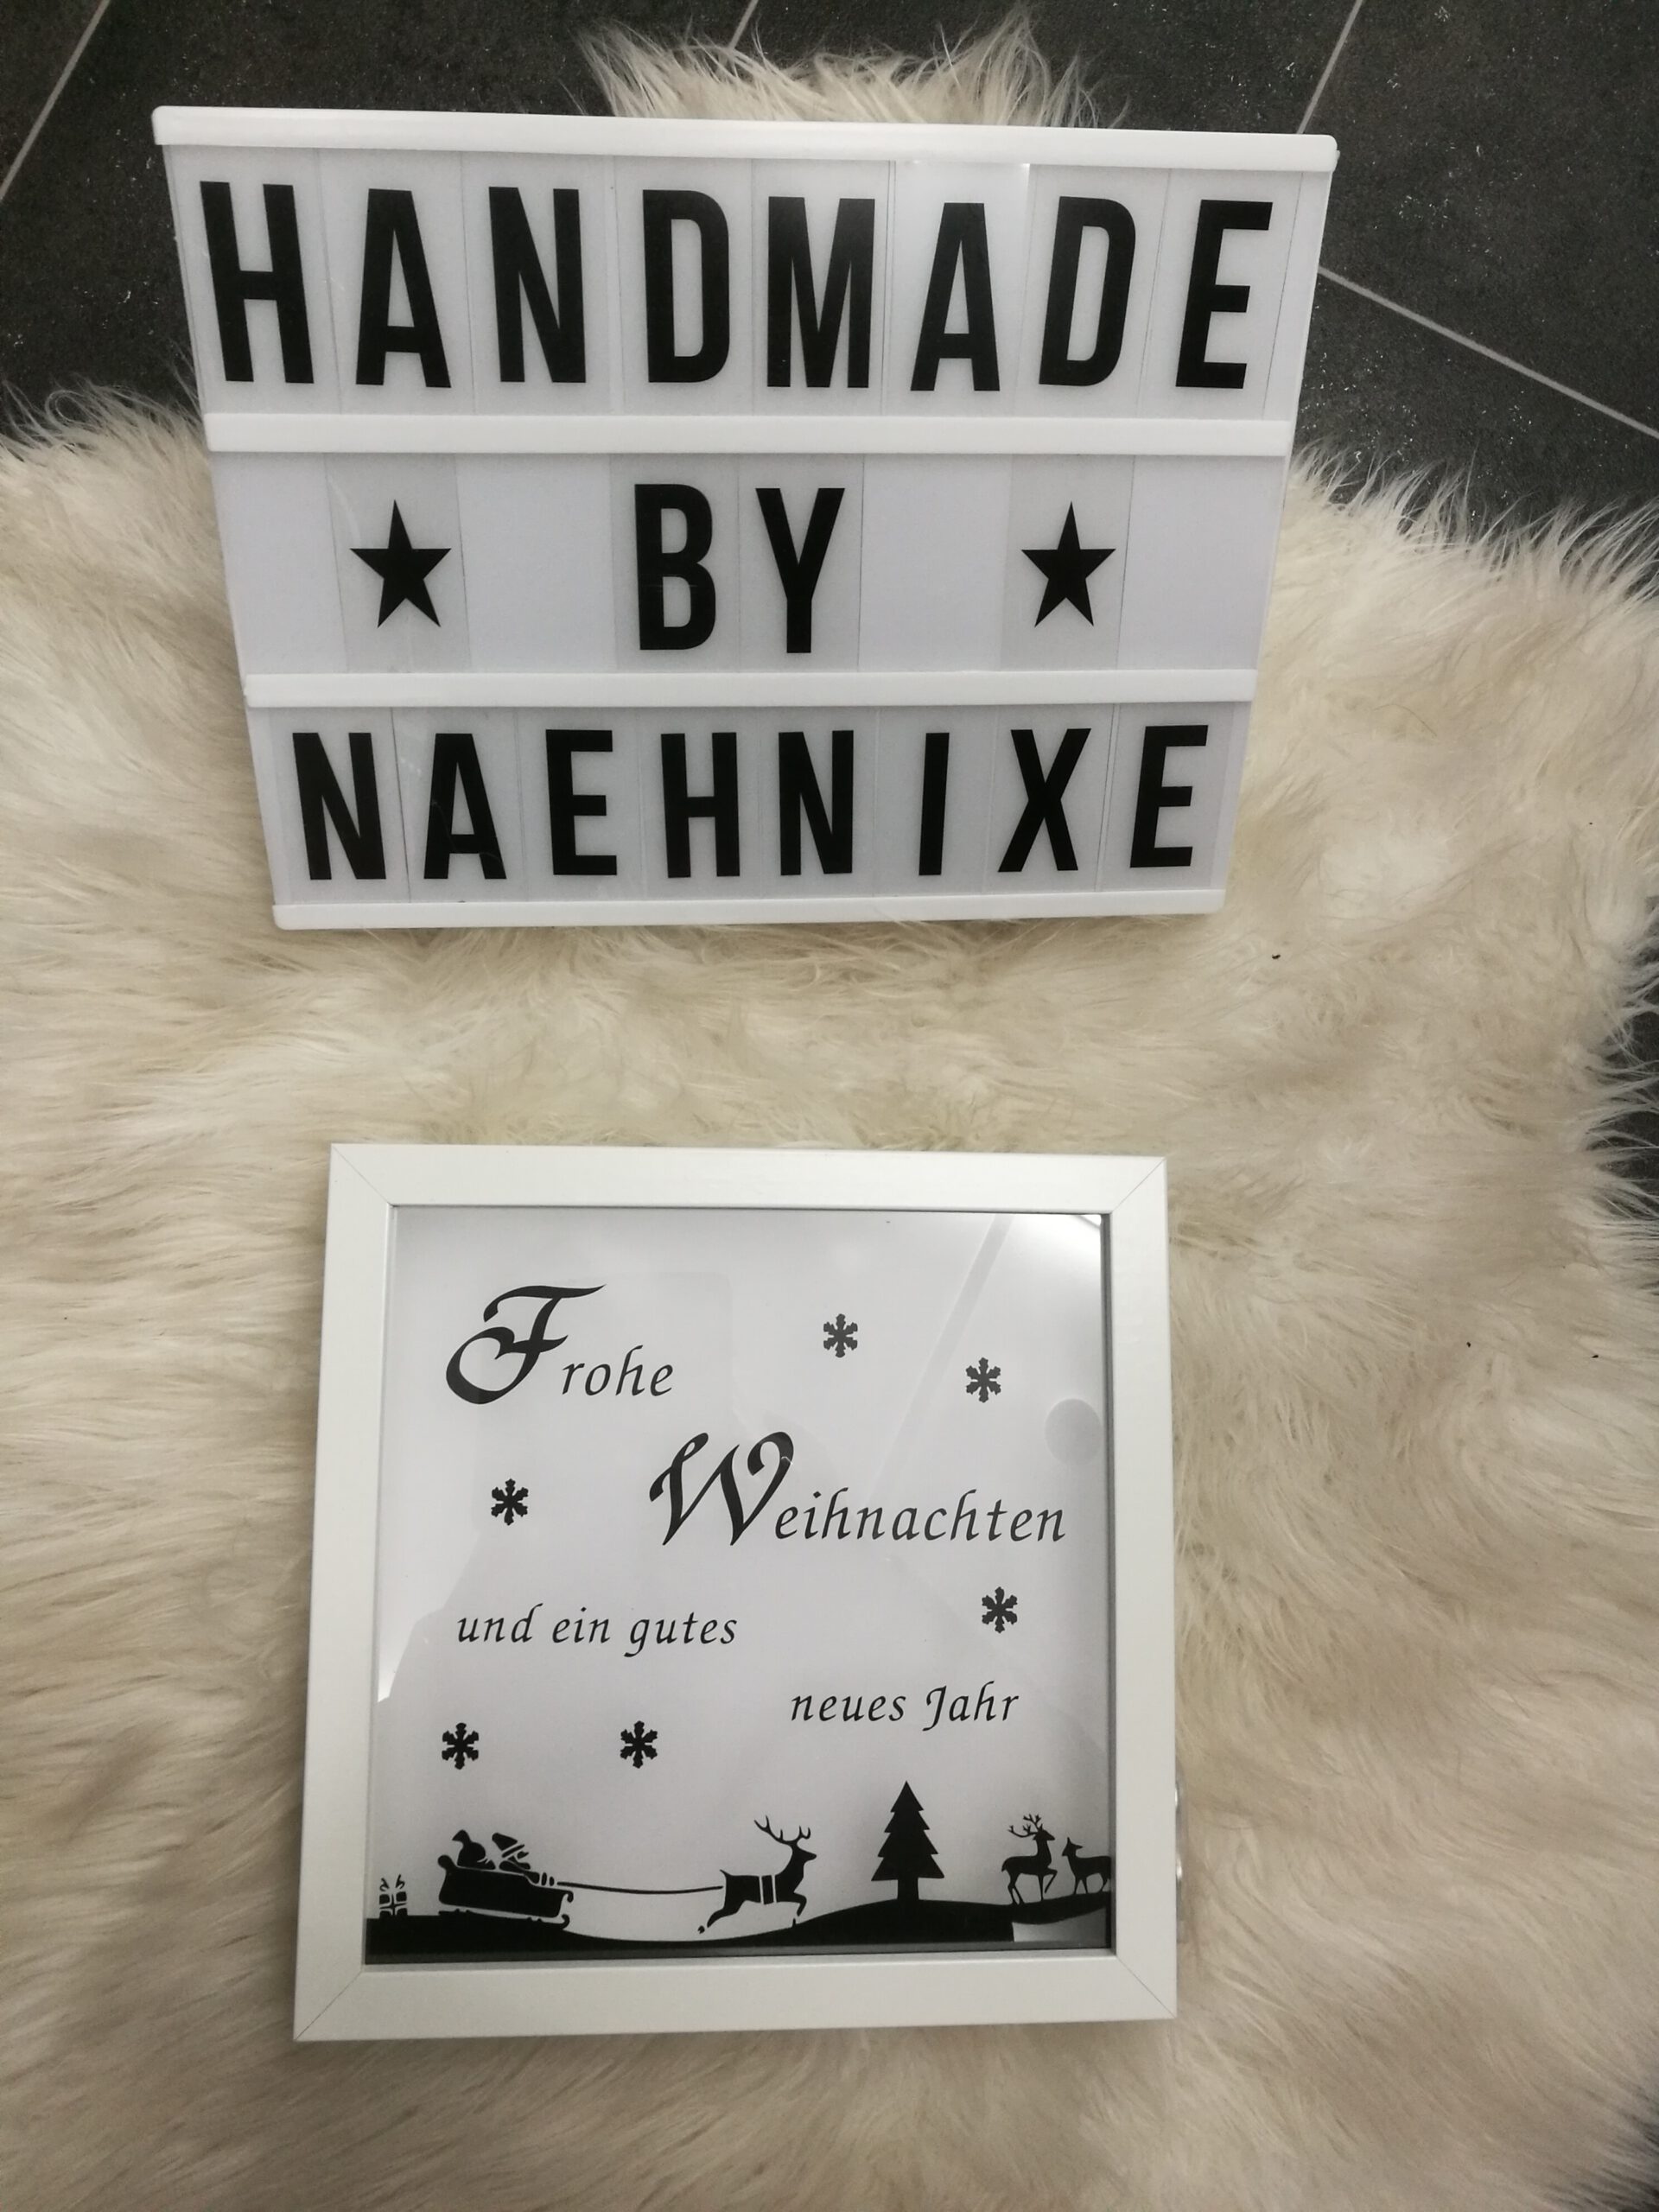 HANDMADE
★ BY ★
NAEHNIXE
Frohe
Weihnachten
und ein gutes
neues Jahr